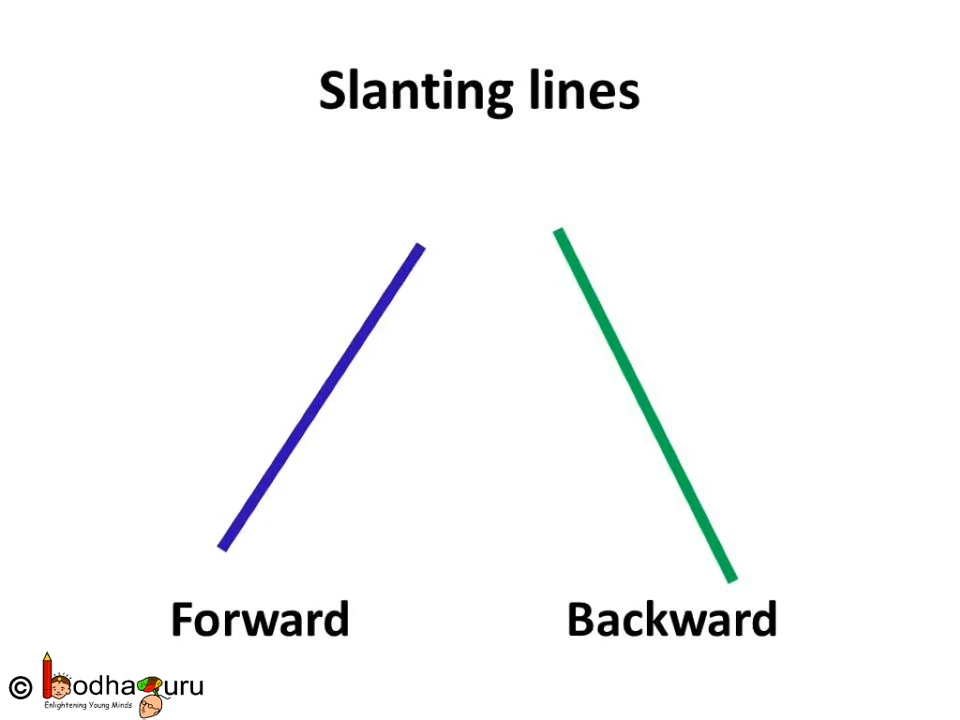 Slanting lines
Forward Backward
© bodhaguru
Enlightening Young Minds